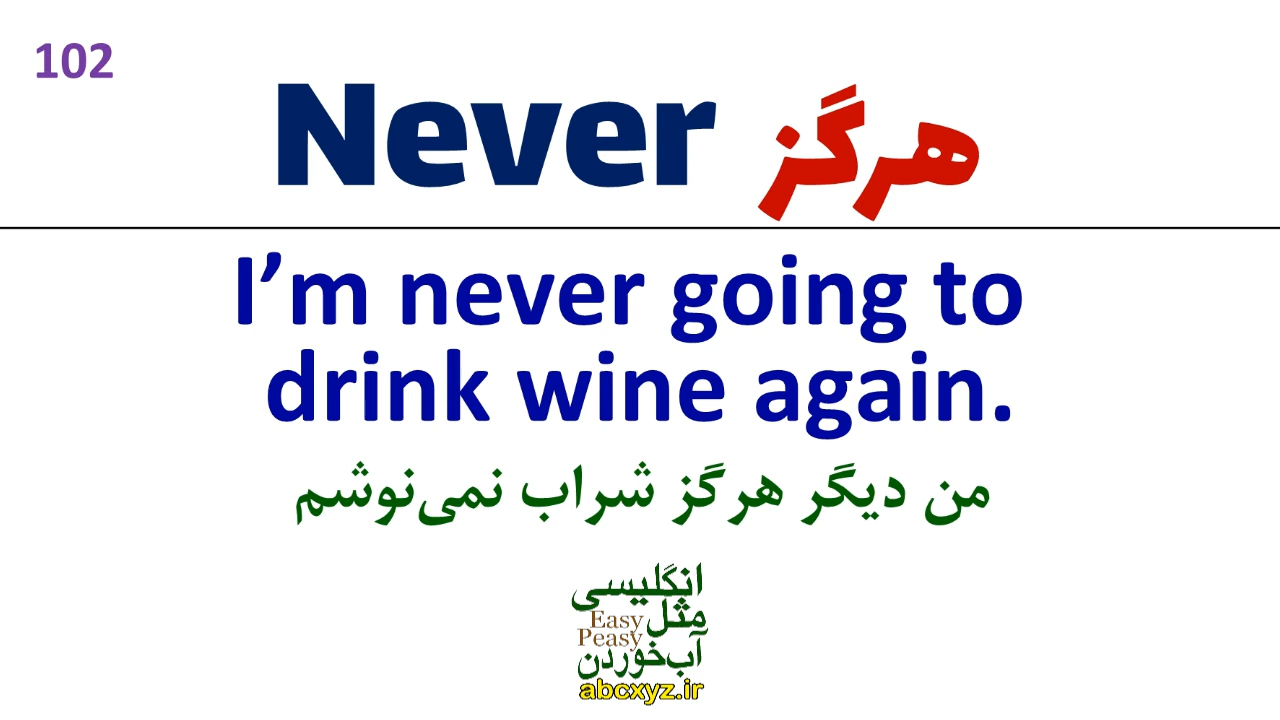 102
Never هرگز
I’m never going to
drink wine again.
من دیگر هرگز شراب نمی‌نوشم
انگلیسی
مثل Easy
Peasy
آب‌خوردن
abcxyz.ir